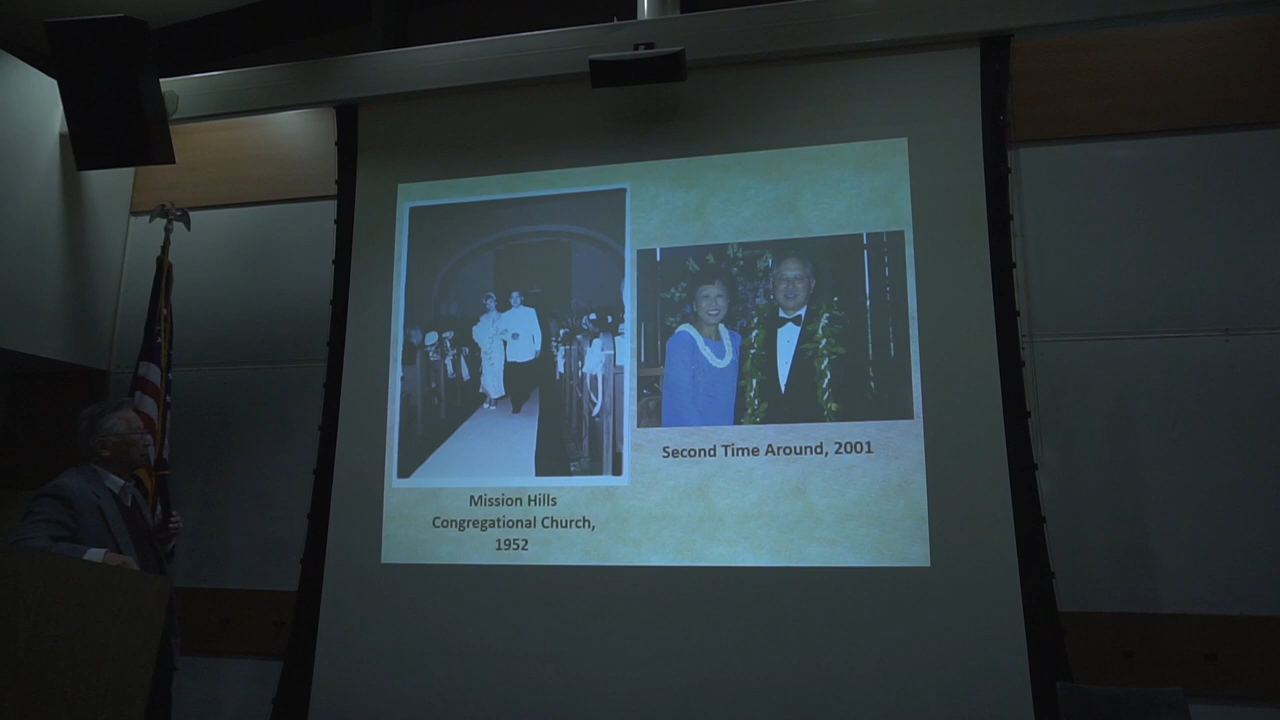 Mission Hills
Congregational Church,
1952
Second Time Around, 2001